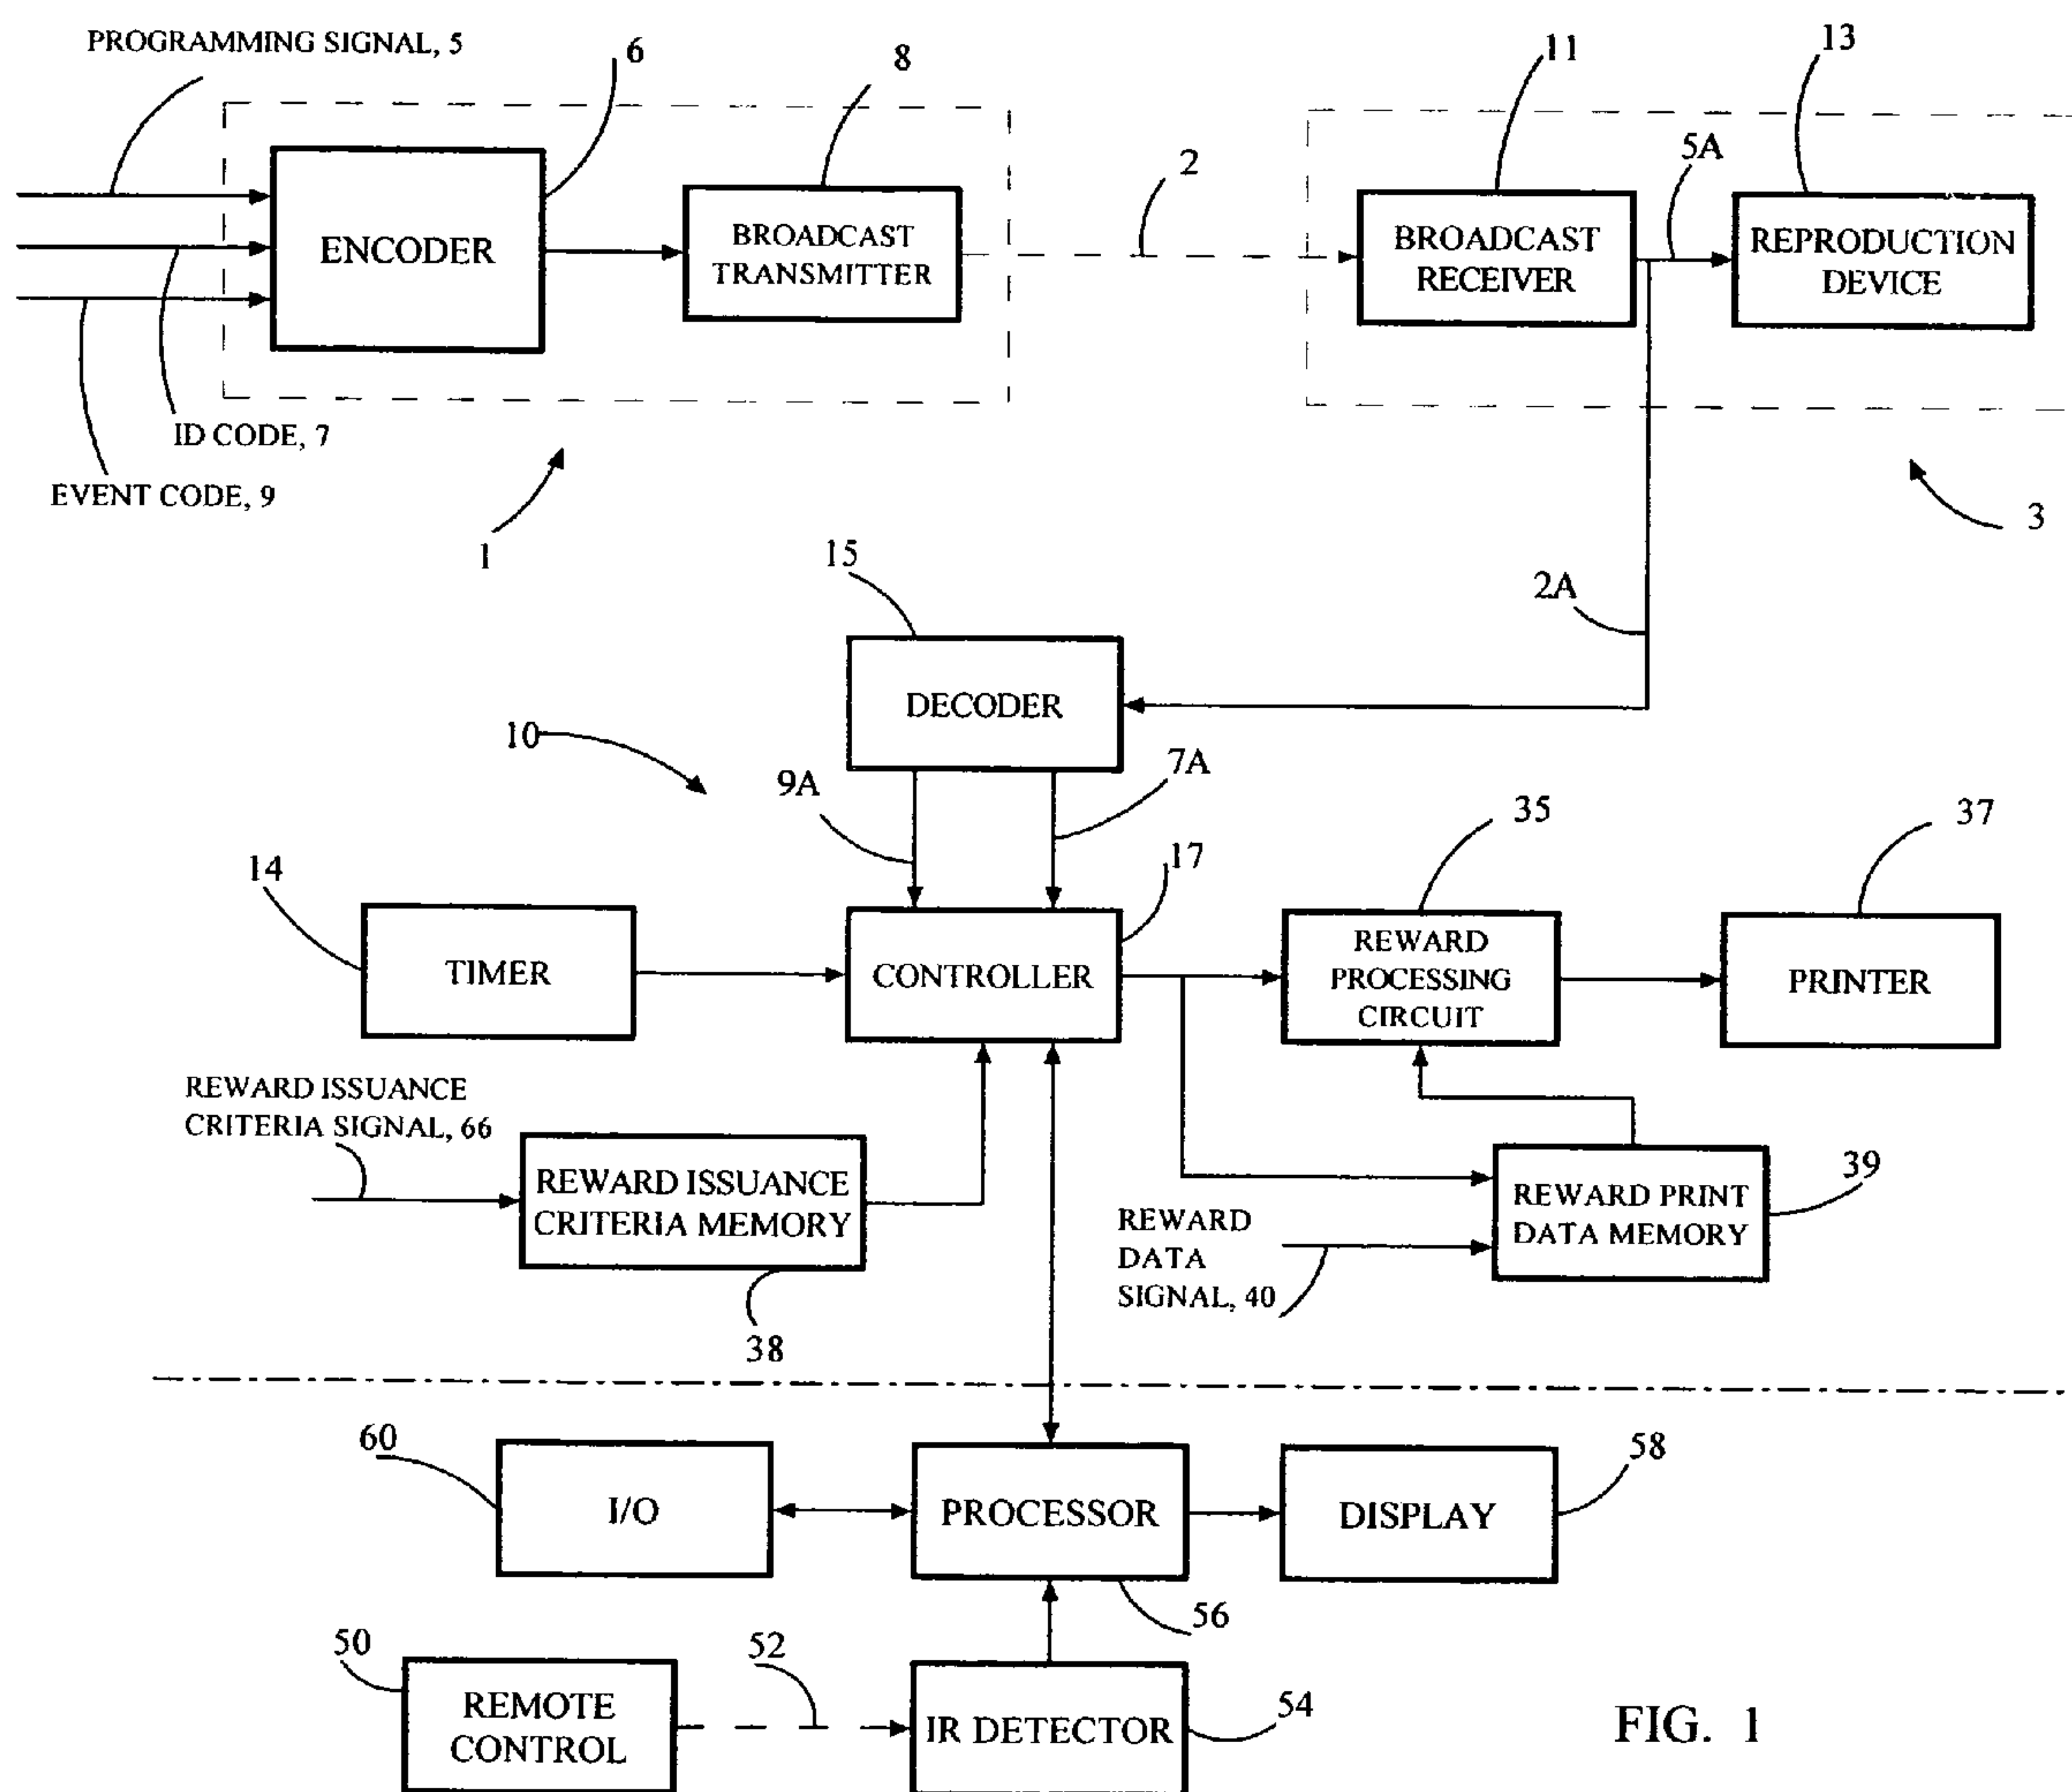 PROGRAMMING SIGNAL, 5
6
8
11
13
2
5A
ENCODER
BROADCAST
TRANSMITTER
BROADCAST
RECEIVER
REPRODUCTION
DEVICE
ID CODE, 7
EVENT CODE, 9
1
3
15
2A
DECODER
10
9A
7A
14
17
35
37
TIMER
CONTROLLER
REWARD
PROCESSING
CIRCUIT
PRINTER
REWARD ISSUANCE
CRITERIA SIGNAL, 66
REWARD ISSUANCE
CRITERIA MEMORY
38
REWARD
DATA
SIGNAL, 40
REWARD PRINT
DATA MEMORY
39
60
I/O
PROCESSOR
DISPLAY
58
56
50
52
REMOTE
CONTROL
IR DETECTOR
54
FIG. 1